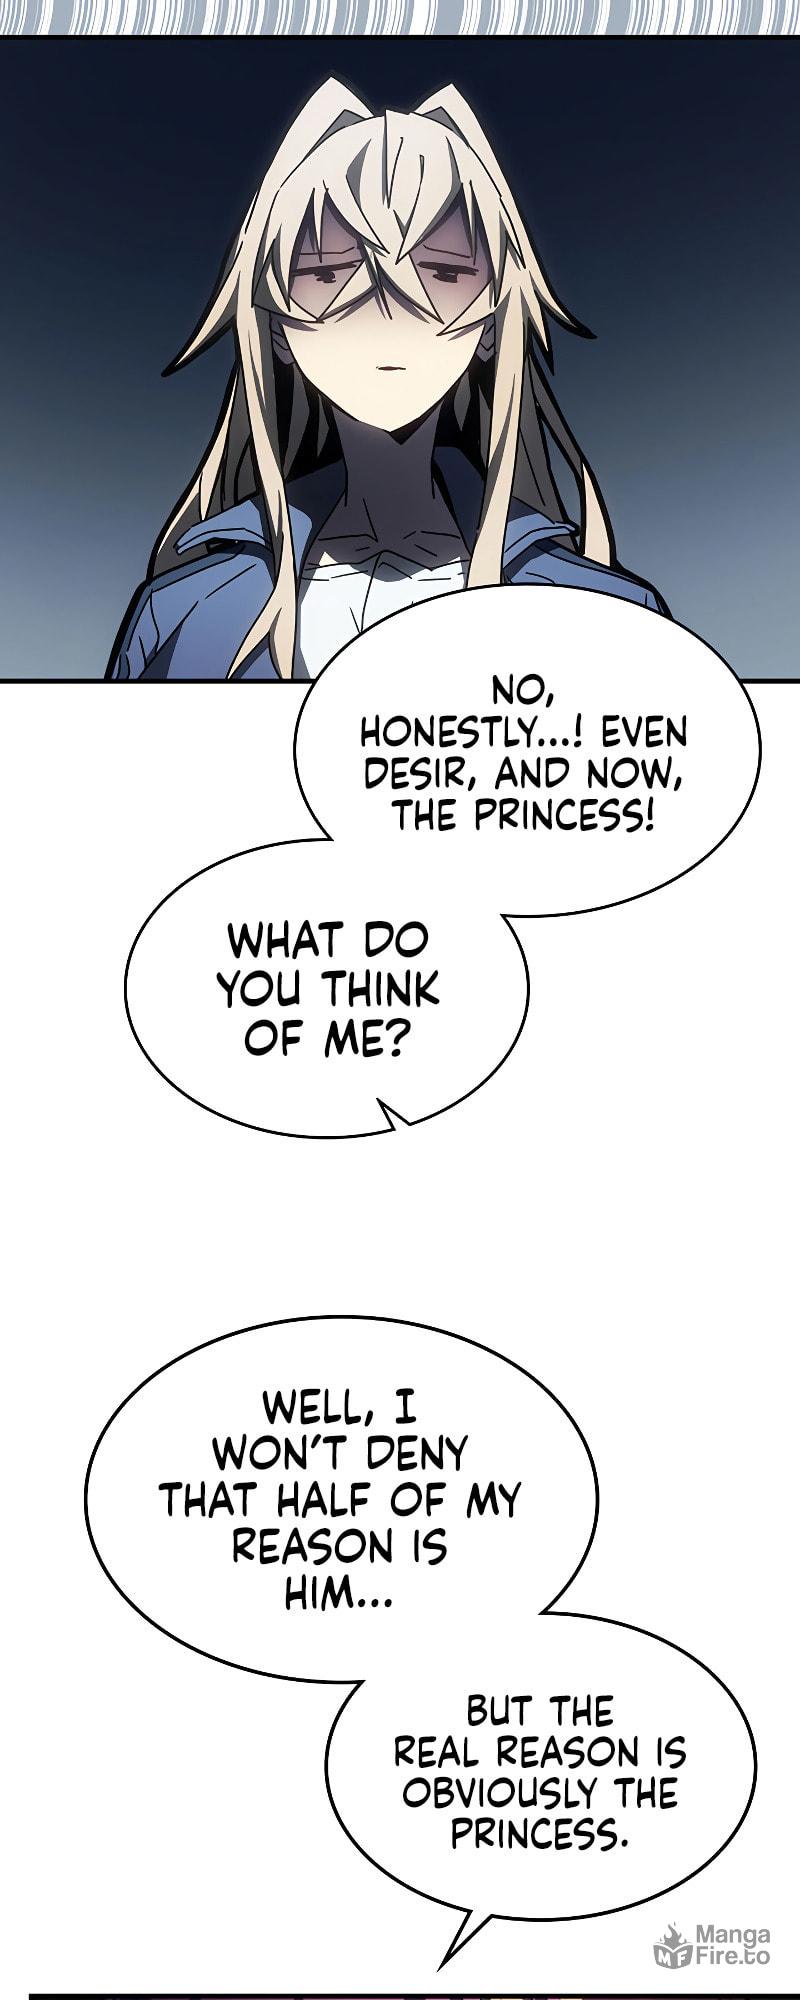 NO,
HONESTLY...! EVEN
DESIR, AND NOW,
THE PRINCESS!
WHAT DO
YOU THINK
OF ME?
WELL, I
WON'T DENY
THAT HALF OF MY
REASON IS
HIM...
BUT THE
REAL REASON IS
OBVIOUSLY THE
PRINCESS.
Manga
MF Fire.to